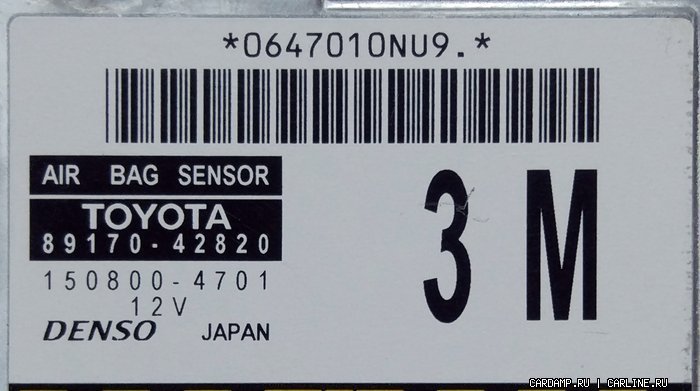 *0647010NU9.*
AIR BAG SENSOR
TOYOTA
89170-42820
150800-4701
12V
DENSO JAPAN
3 M
CARDAMP.RU | CARLINE.RU